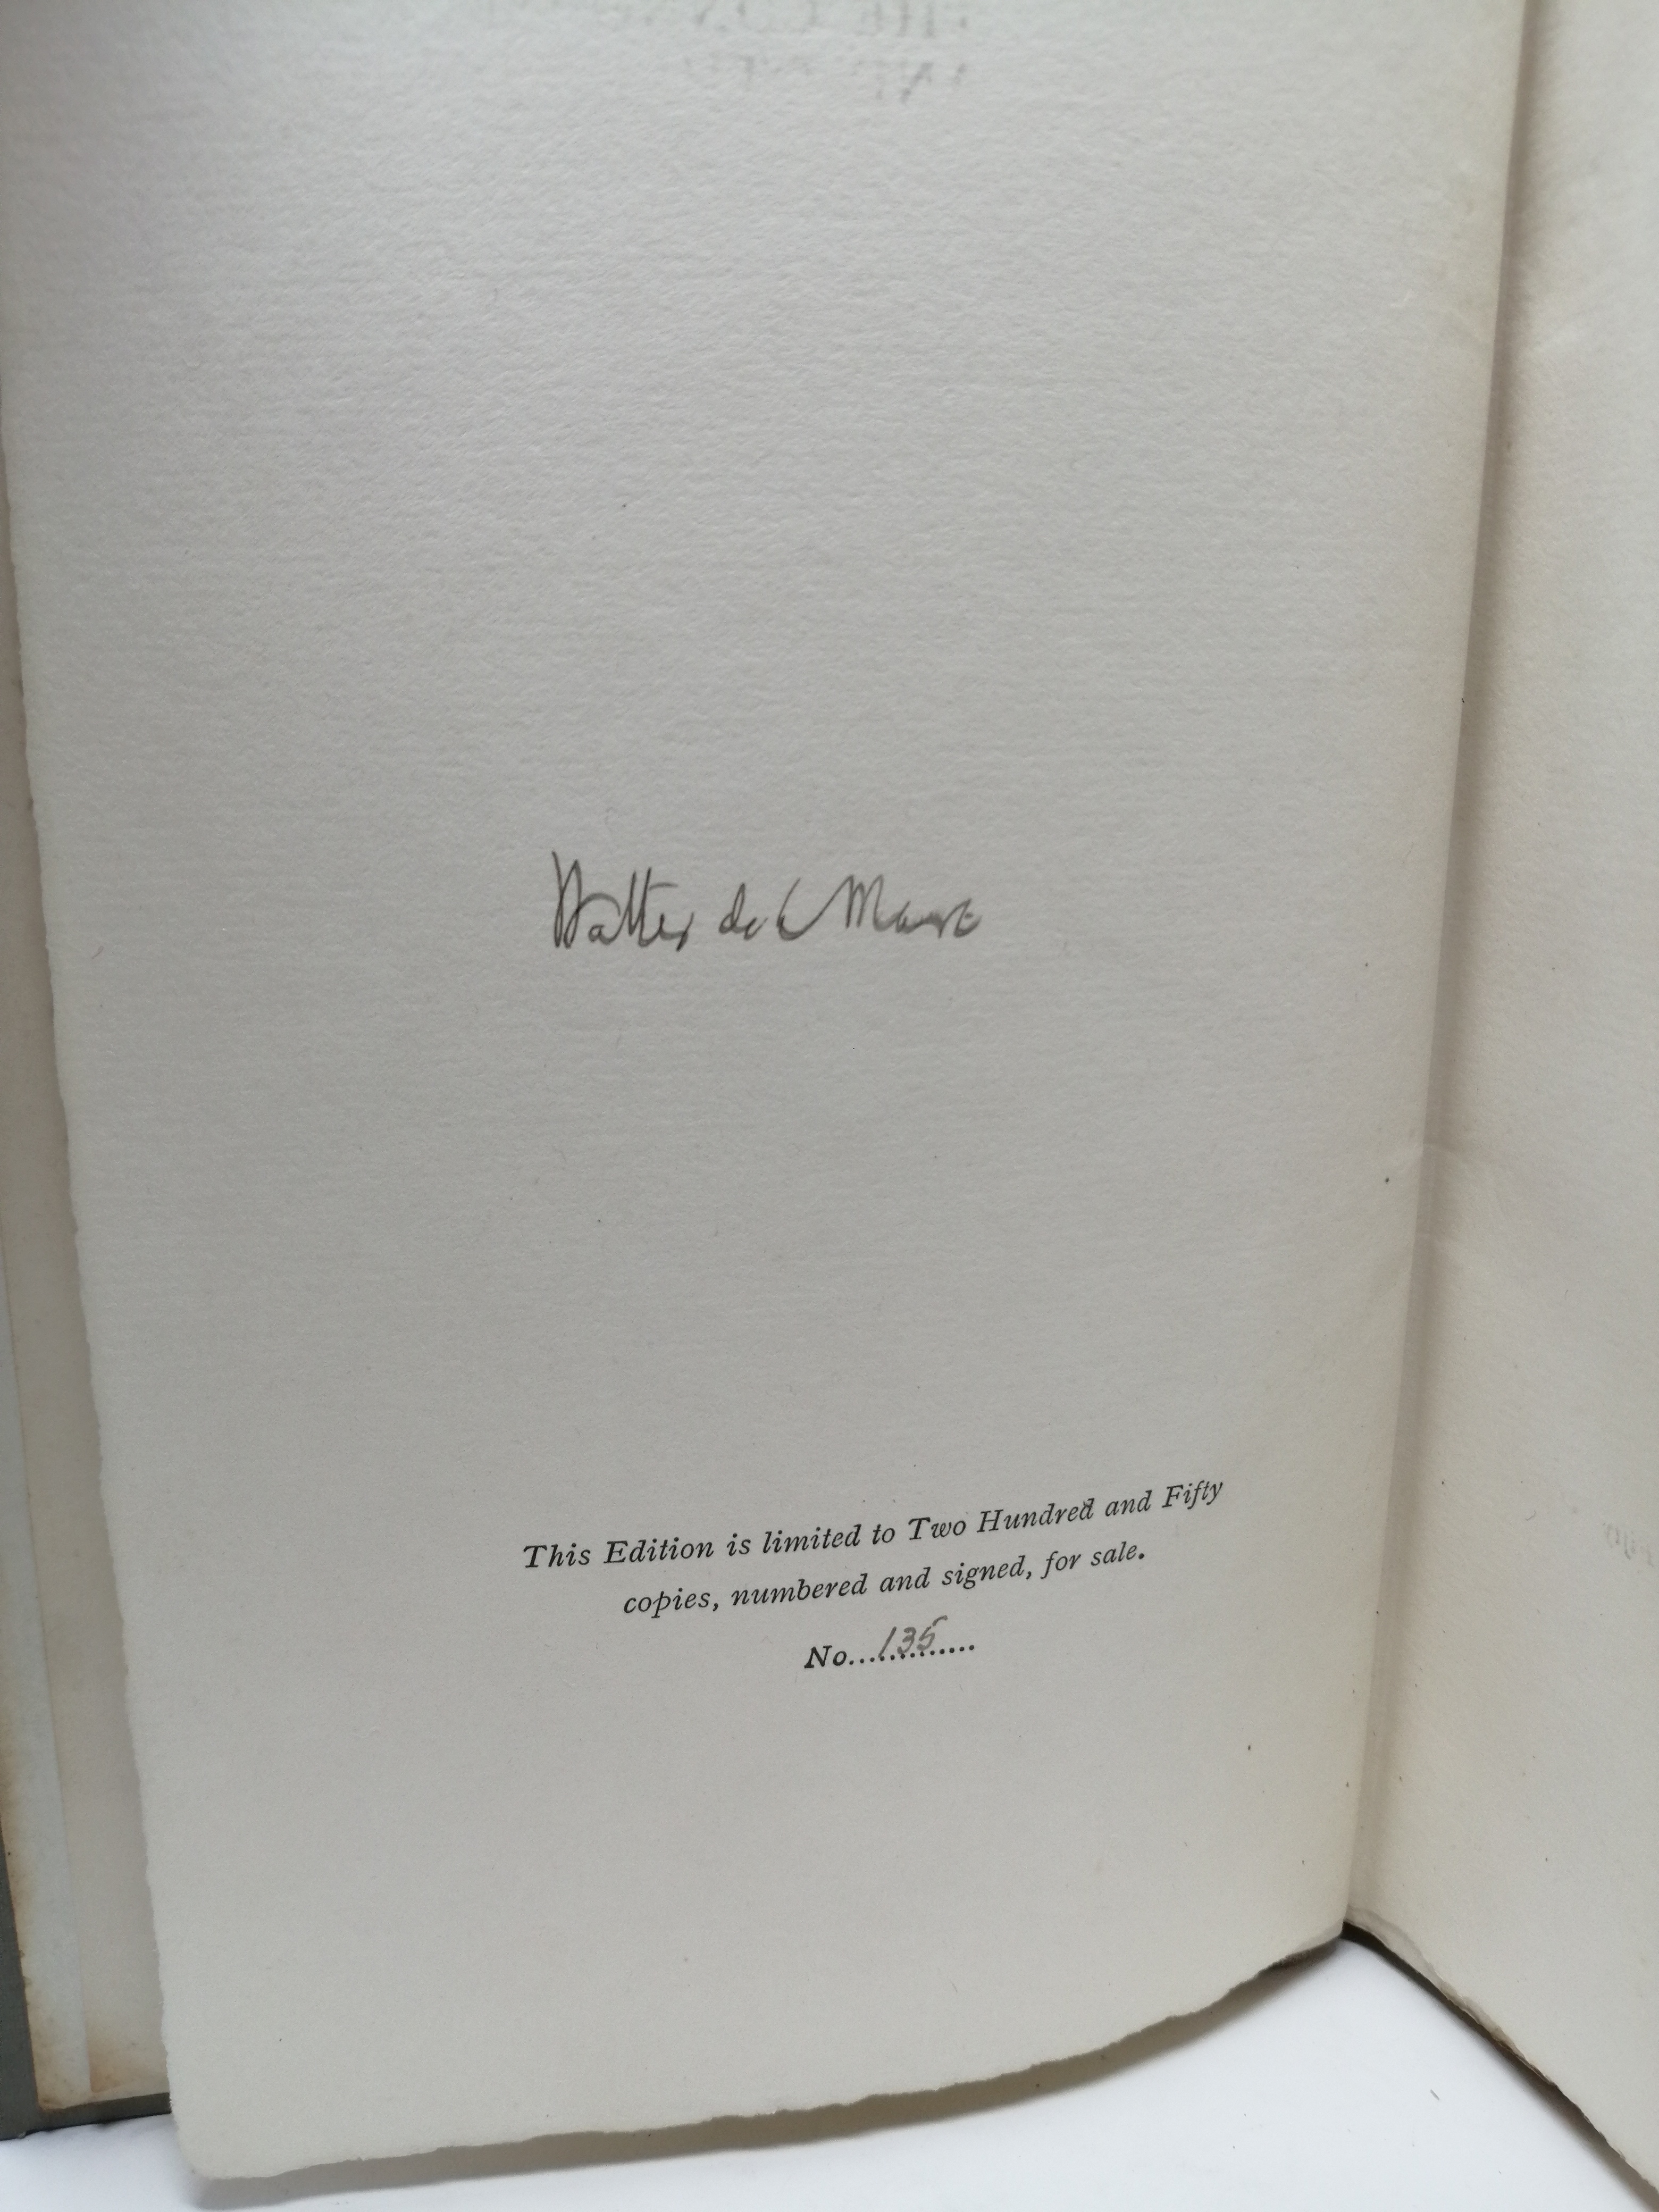 Walter de la Mare
This Edition is limited to Two Hundred and Fifty
copies, numbered and signed, for sale.
No....135....